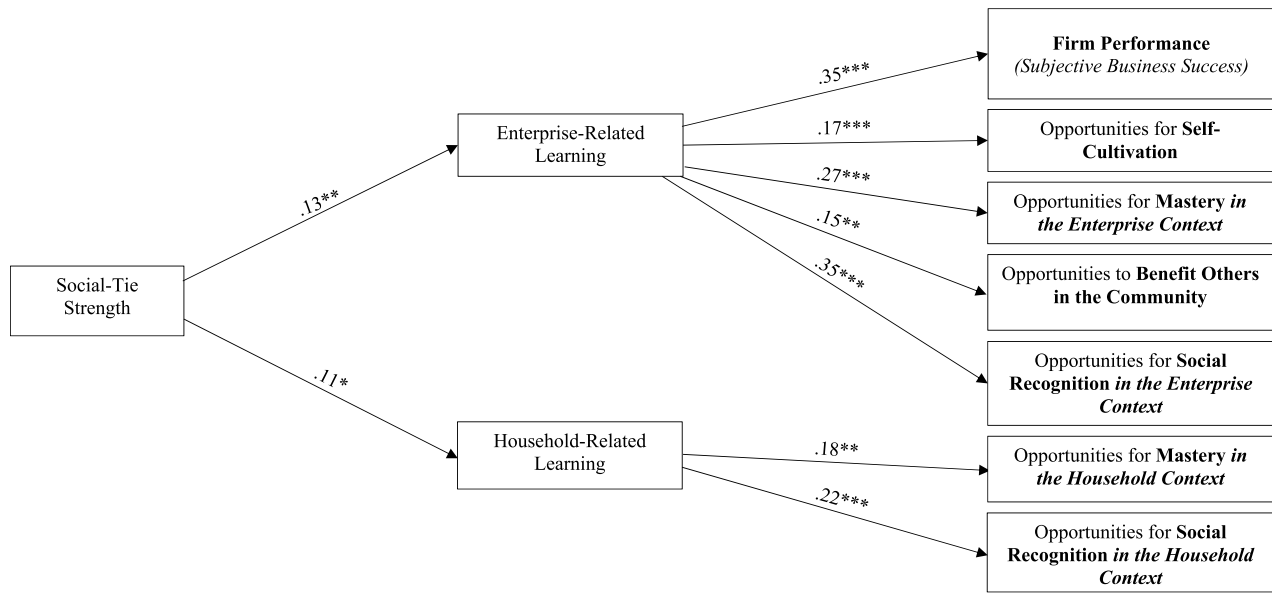 Firm Performance
(Subjective Business Success)
.35***
Enterprise-Related
Learning
.17***
Opportunities for Self-
Cultivation
.27***
Opportunities for Mastery in
the Enterprise Context
.13**
.15**
Social-Tie
Strength
Opportunities to Benefit Others
in the Community
.35***
Opportunities for Social
Recognition in the Enterprise
Context
.11*
Household-Related
Learning
.18**
Opportunities for Mastery in
the Household Context
.22***
Opportunities for Social
Recognition in the Household
Context